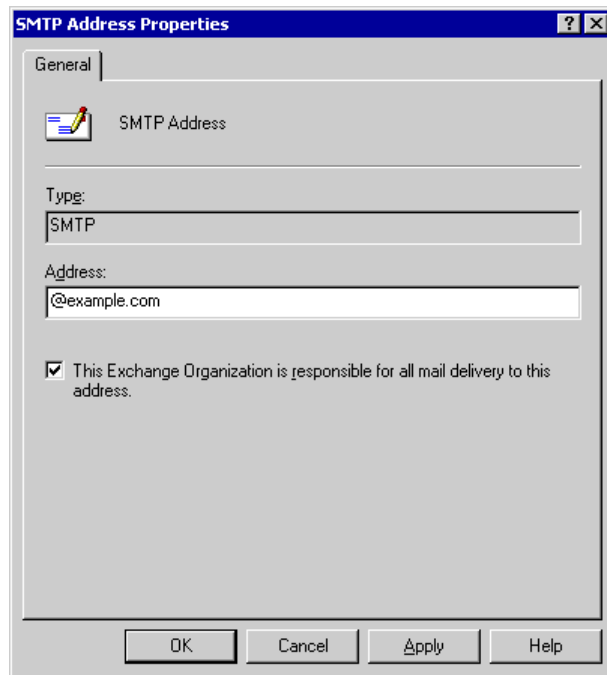 SMTP Address Properties
General
SMTP Address
Type:
SMTP
Address:
@example.com
This Exchange Organization is responsible for all mail delivery to this
address.
OK Cancel Apply Help